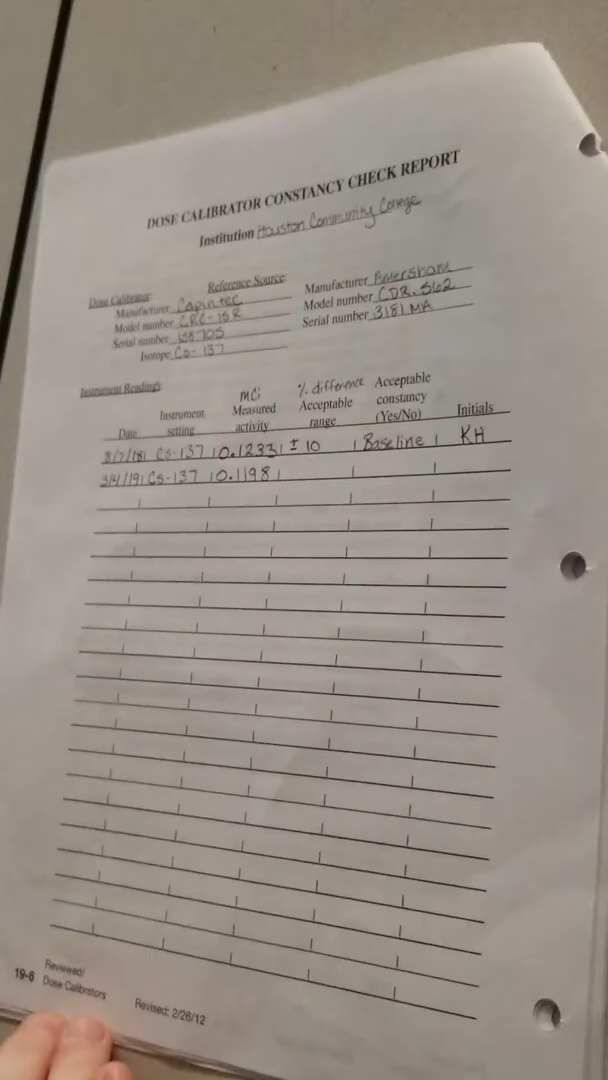 DOSE CALIBRATOR CONSTANCY CHECK REPORT
Institution Houston Community College
Dose Calibrator:
Manufacturer Capintec
Model number CRC-15R
Serial number 158705
Isotope Cs-137
Reference Source:
Manufacturer Amersham
Model number CDR.562
Serial number 3181 MA
Instrument Readings
Date
Instrument setting
mCi Measured activity
% difference Acceptable range
Acceptable constancy (Yes/No)
Initials
3/7/18 Cs-137 0.1233 ± 10 Baseline KH
3/4/19 Cs-137 0.1198
19-6
Reviewed/
Dose Calibrators
Revised: 2/26/12